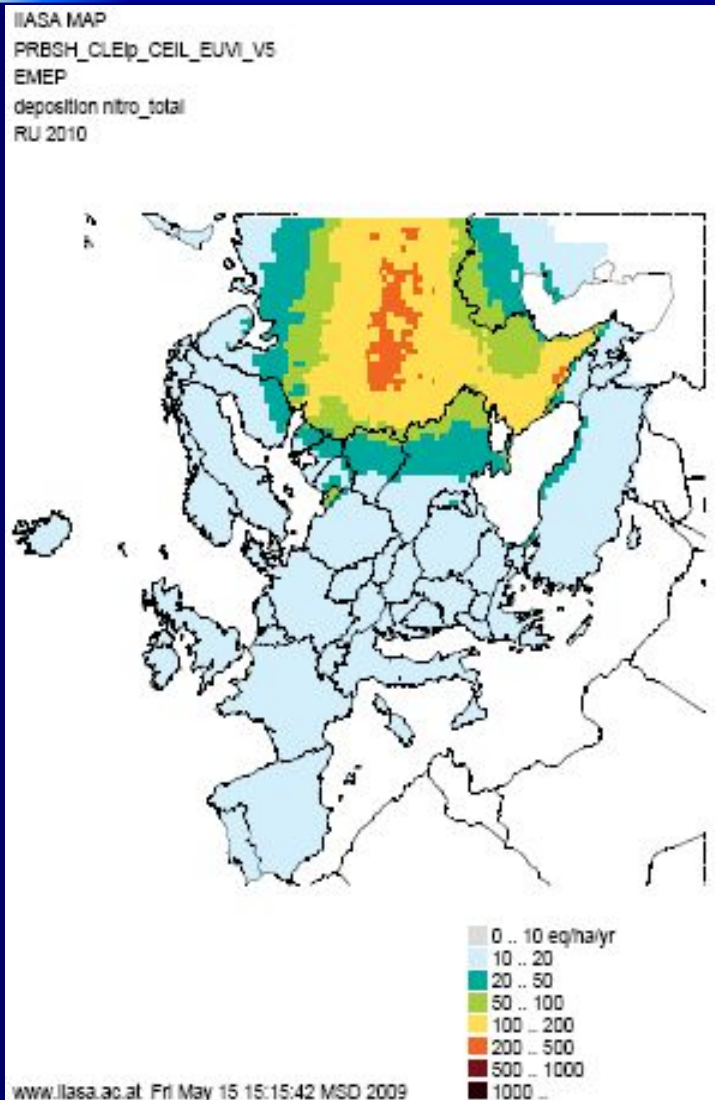 IIASA MAP
PRBSH_CLEIp_CEIL_EUVI_V5
EMEP
deposition nitro_total
RU 2010
0 .. 10 eq/ha/yr
10 .. 20
20 .. 50
50 .. 100
100 .. 200
200 .. 500
500 .. 1000
1000 ..
www.iiasa.ac.at Fri May 15 15:15:42 MSD 2009